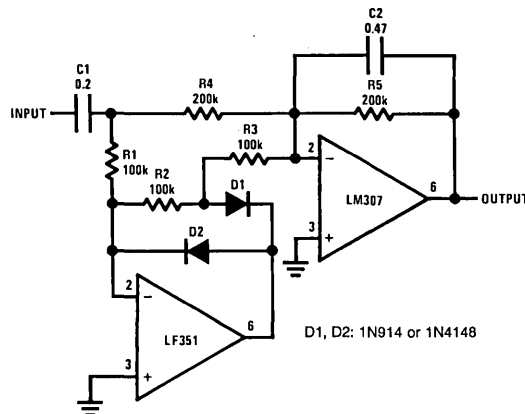 C2
0.47
C1
0.2
R4
200k
R5
200k
INPUT
R3
100k
R1
100k
R2
100k
D1
2
−
LM307
6
OUTPUT
D2
3
+
2
−
LF351
6
D1, D2: 1N914 or 1N4148
3
+